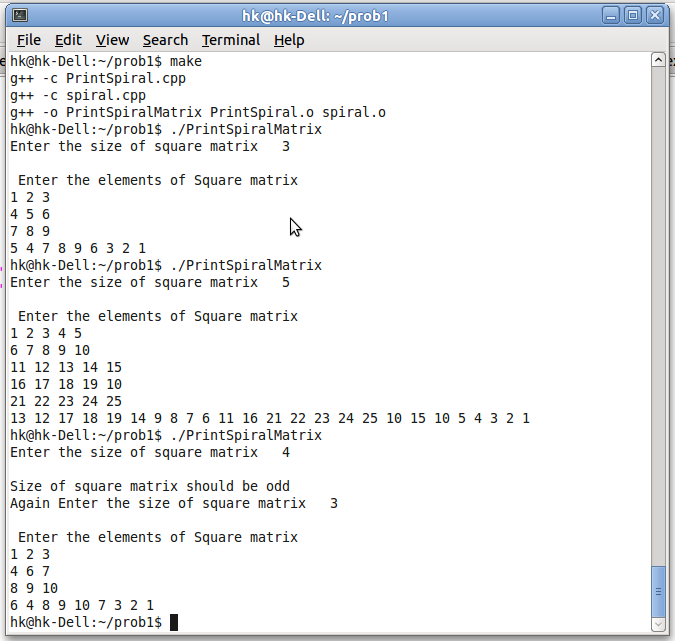 hk@hk-Dell: ~/prob1
File Edit View Search Terminal Help
hk@hk-Dell:~/prob1$ make
g++ -c PrintSpiral.cpp
g++ -c spiral.cpp
g++ -o PrintSpiralMatrix PrintSpiral.o spiral.o
hk@hk-Dell:~/prob1$ ./PrintSpiralMatrix
Enter the size of square matrix   3
 Enter the elements of Square matrix
1 2 3
4 5 6
7 8 9
5 4 7 8 9 6 3 2 1
hk@hk-Dell:~/prob1$ ./PrintSpiralMatrix
Enter the size of square matrix   5
 Enter the elements of Square matrix
1 2 3 4 5
6 7 8 9 10
11 12 13 14 15
16 17 18 19 10
21 22 23 24 25
13 12 17 18 19 14 9 8 7 6 11 16 21 22 23 24 25 10 15 10 5 4 3 2 1
hk@hk-Dell:~/prob1$ ./PrintSpiralMatrix
Enter the size of square matrix   4
Size of square matrix should be odd
Again Enter the size of square matrix   3
 Enter the elements of Square matrix
1 2 3
4 6 7
8 9 10
6 4 8 9 10 7 3 2 1
hk@hk-Dell:~/prob1$